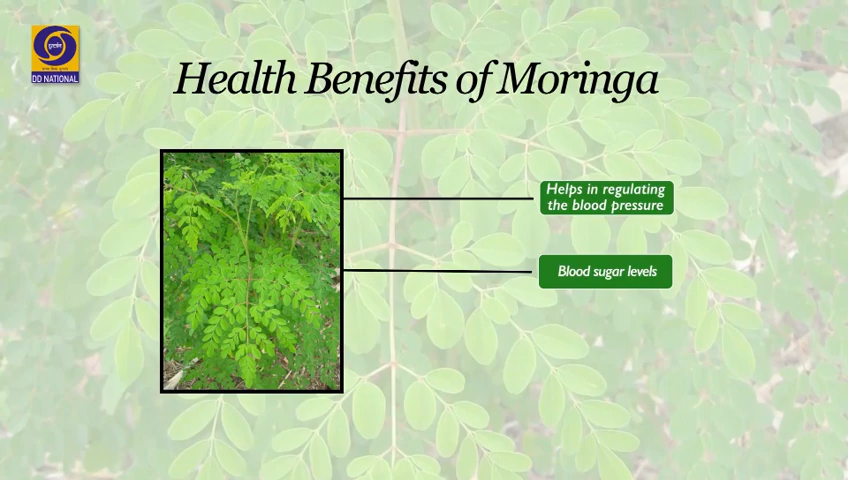 DD NATIONAL
Health Benefits of Moringa
Helps in regulating
the blood pressure
Blood sugar levels